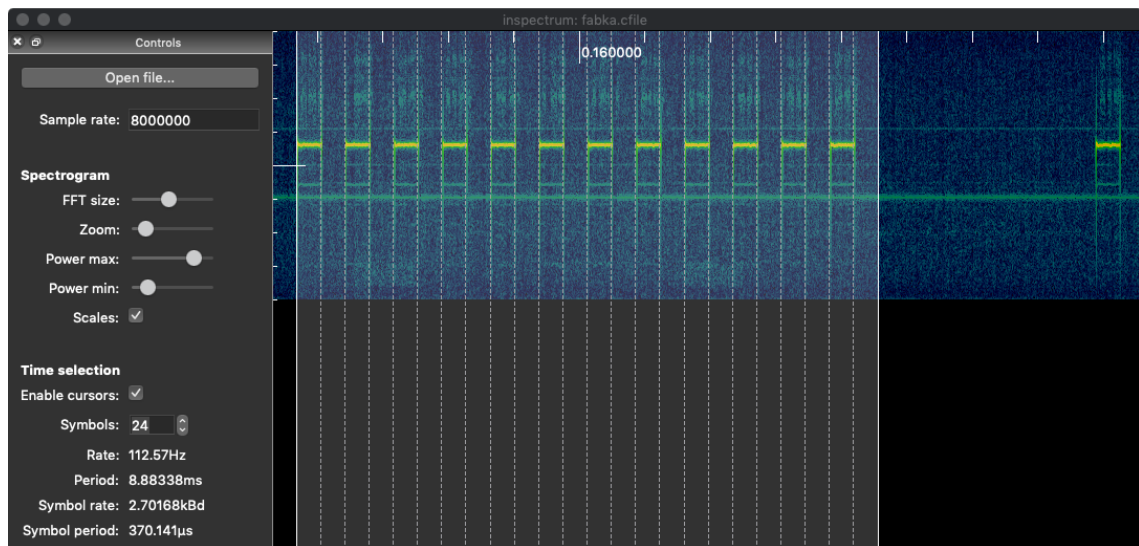 inspectrum: fabka.cfile
Controls
Open file...
Sample rate: 8000000
Spectrogram
FFT size:
Zoom:
Power max:
Power min:
Scales:
Time selection
Enable cursors:
Symbols: 24
Rate: 112.57Hz
Period: 8.88338ms
Symbol rate: 2.70168kBd
Symbol period: 370.141µs
0.160000